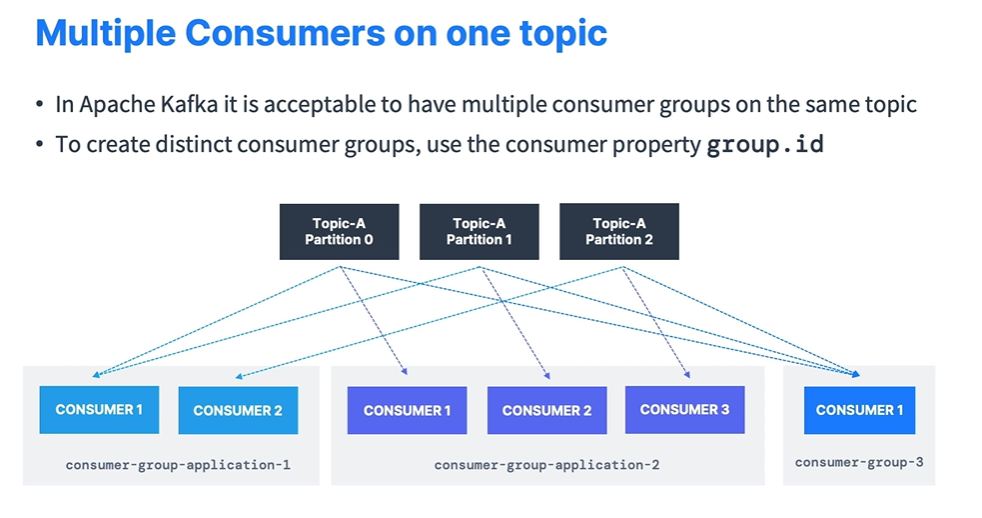 Multiple Consumers on one topic
• In Apache Kafka it is acceptable to have multiple consumer groups on the same topic
• To create distinct consumer groups, use the consumer property group.id
Topic-A
Partition 0
Topic-A
Partition 1
Topic-A
Partition 2
CONSUMER 1
CONSUMER 2
consumer-group-application-1
CONSUMER 1
CONSUMER 2
CONSUMER 3
consumer-group-application-2
CONSUMER 1
consumer-group-3